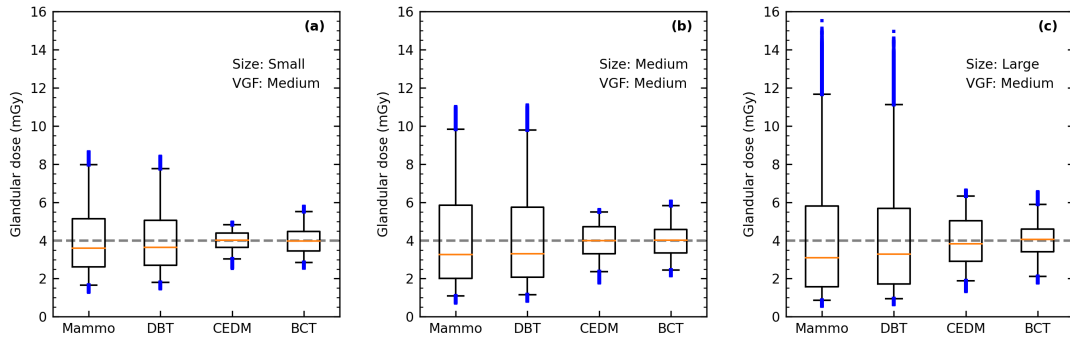 (a)
Size: Small
VGF: Medium
Glandular dose (mGy)
16
14
12
10
8
6
4
2
0
Mammo DBT CEDM BCT
(b)
Size: Medium
VGF: Medium
Glandular dose (mGy)
16
14
12
10
8
6
4
2
0
Mammo DBT CEDM BCT
(c)
Size: Large
VGF: Medium
Glandular dose (mGy)
16
14
12
10
8
6
4
2
0
Mammo DBT CEDM BCT